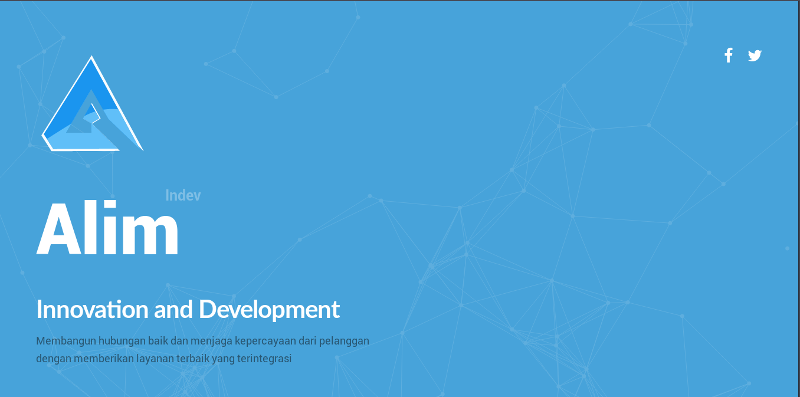 Indev
Alim
Innovation and Development
Membangun hubungan baik dan menjaga kepercayaan dari pelanggan
dengan memberikan layanan terbaik yang terintegrasi